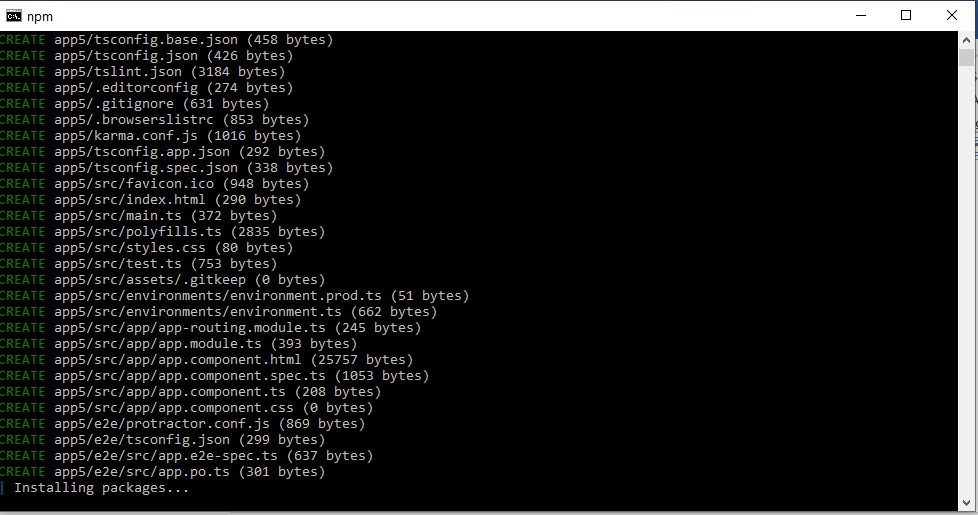 npm
CREATE app5/tsconfig.base.json (458 bytes)
CREATE app5/tsconfig.json (426 bytes)
CREATE app5/tslint.json (3184 bytes)
CREATE app5/.editorconfig (274 bytes)
CREATE app5/.gitignore (631 bytes)
CREATE app5/.browserslistrc (853 bytes)
CREATE app5/karma.conf.js (1016 bytes)
CREATE app5/tsconfig.app.json (292 bytes)
CREATE app5/tsconfig.spec.json (338 bytes)
CREATE app5/src/favicon.ico (948 bytes)
CREATE app5/src/index.html (290 bytes)
CREATE app5/src/main.ts (372 bytes)
CREATE app5/src/polyfills.ts (2835 bytes)
CREATE app5/src/styles.css (80 bytes)
CREATE app5/src/test.ts (753 bytes)
CREATE app5/src/assets/.gitkeep (0 bytes)
CREATE app5/src/environments/environment.prod.ts (51 bytes)
CREATE app5/src/environments/environment.ts (662 bytes)
CREATE app5/src/app/app-routing.module.ts (245 bytes)
CREATE app5/src/app/app.module.ts (393 bytes)
CREATE app5/src/app/app.component.html (25757 bytes)
CREATE app5/src/app/app.component.spec.ts (1053 bytes)
CREATE app5/src/app/app.component.ts (208 bytes)
CREATE app5/src/app/app.component.css (0 bytes)
CREATE app5/e2e/protractor.conf.js (869 bytes)
CREATE app5/e2e/tsconfig.json (299 bytes)
CREATE app5/e2e/src/app.e2e-spec.ts (637 bytes)
CREATE app5/e2e/src/app.po.ts (301 bytes)
| Installing packages...